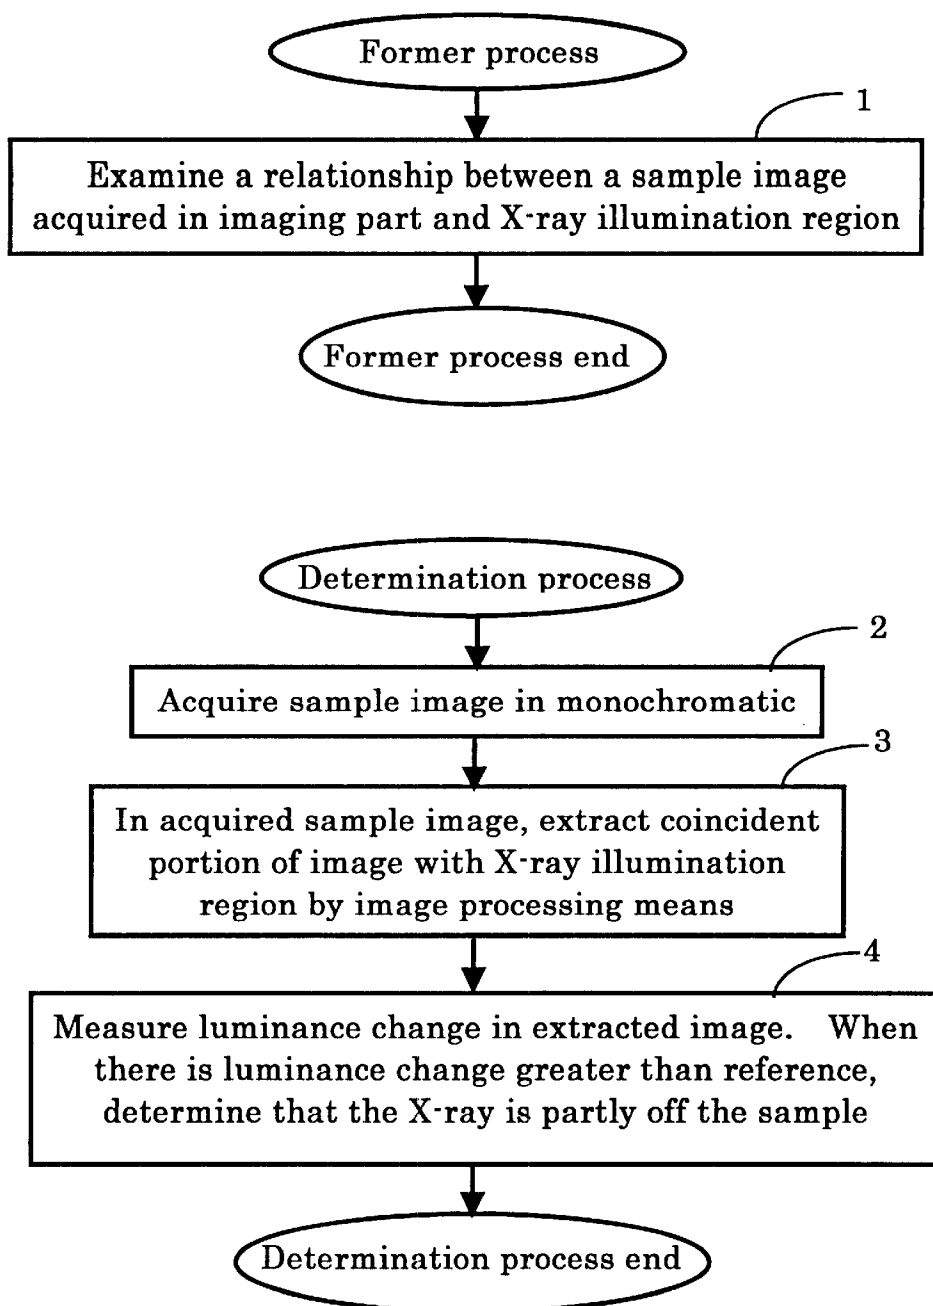 Former process
1
Examine a relationship between a sample image
acquired in imaging part and X-ray illumination region
Former process end
Determination process
2
Acquire sample image in monochromatic
3
In acquired sample image, extract coincident
portion of image with X-ray illumination
region by image processing means
4
Measure luminance change in extracted image. When
there is luminance change greater than reference,
determine that the X-ray is partly off the sample
Determination process end